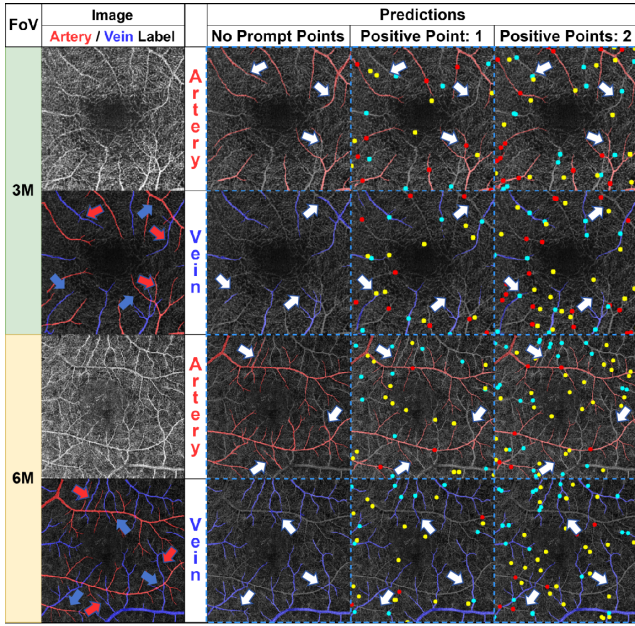 FoV
Image
Artery / Vein Label
Predictions
No Prompt Points
Positive Point: 1
Positive Points: 2
3M
Artery
Vein
6M
Artery
Vein